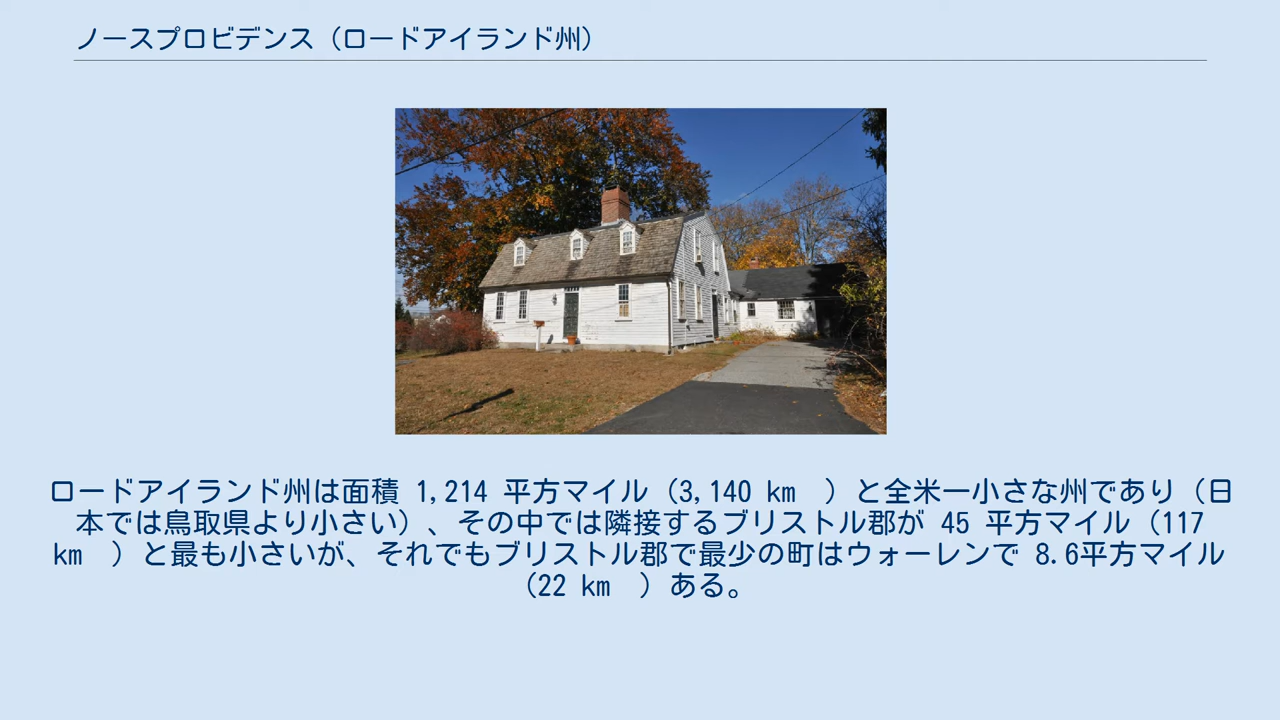 ノースプロビデンス（ロードアイランド州）
ロードアイランド州は面積 1,214 平方マイル（3,140 km　）と全米一小さな州であり（日
本では鳥取県より小さい）、その中では隣接するブリストル郡が 45 平方マイル（117
km　）と最も小さいが、それでもブリストル郡で最少の町はウォーレンで 8.6平方マイル
（22 km　）ある。